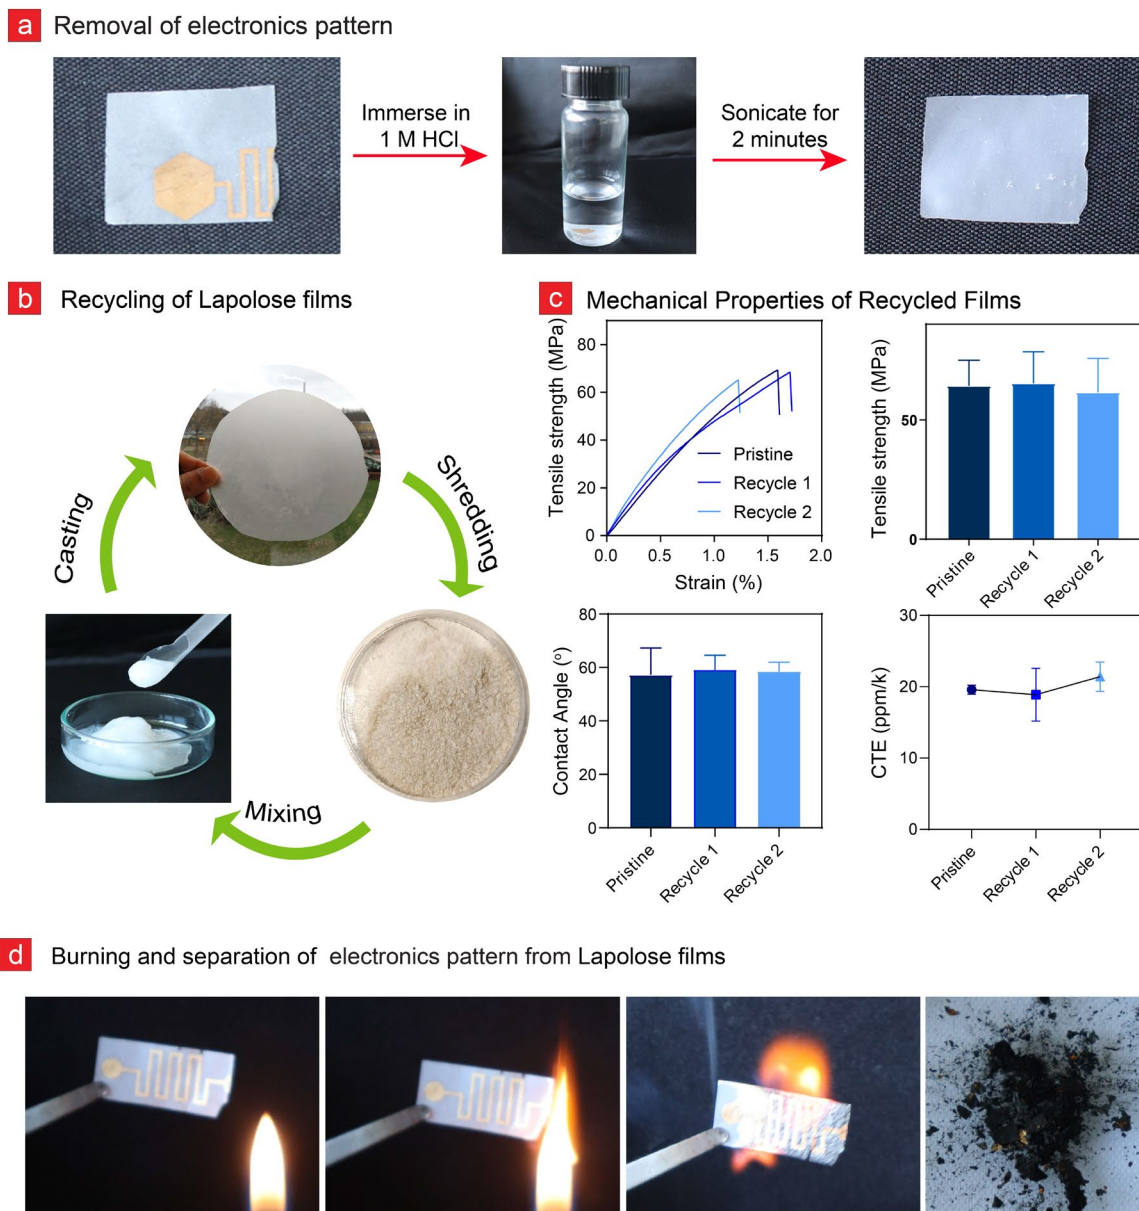 a Removal of electronics pattern
Immerse in
1 M HCl
Sonicate for
2 minutes
b Recycling of Lapolose films
Casting
Shredding
Mixing
c Mechanical Properties of Recycled Films
Tensile strength (MPa)
80
60
40
20
0
0.0 0.5 1.0 1.5 2.0
Strain (%)
Pristine
Recycle 1
Recycle 2
Tensile strength (MPa)
50
0
Pristine
Recycle 1
Recycle 2
Contact Angle (°)
80
60
40
20
0
Pristine
Recycle 1
Recycle 2
CTE (ppm/k)
30
20
10
0
Pristine
Recycle 1
Recycle 2
d Burning and separation of electronics pattern from Lapolose films